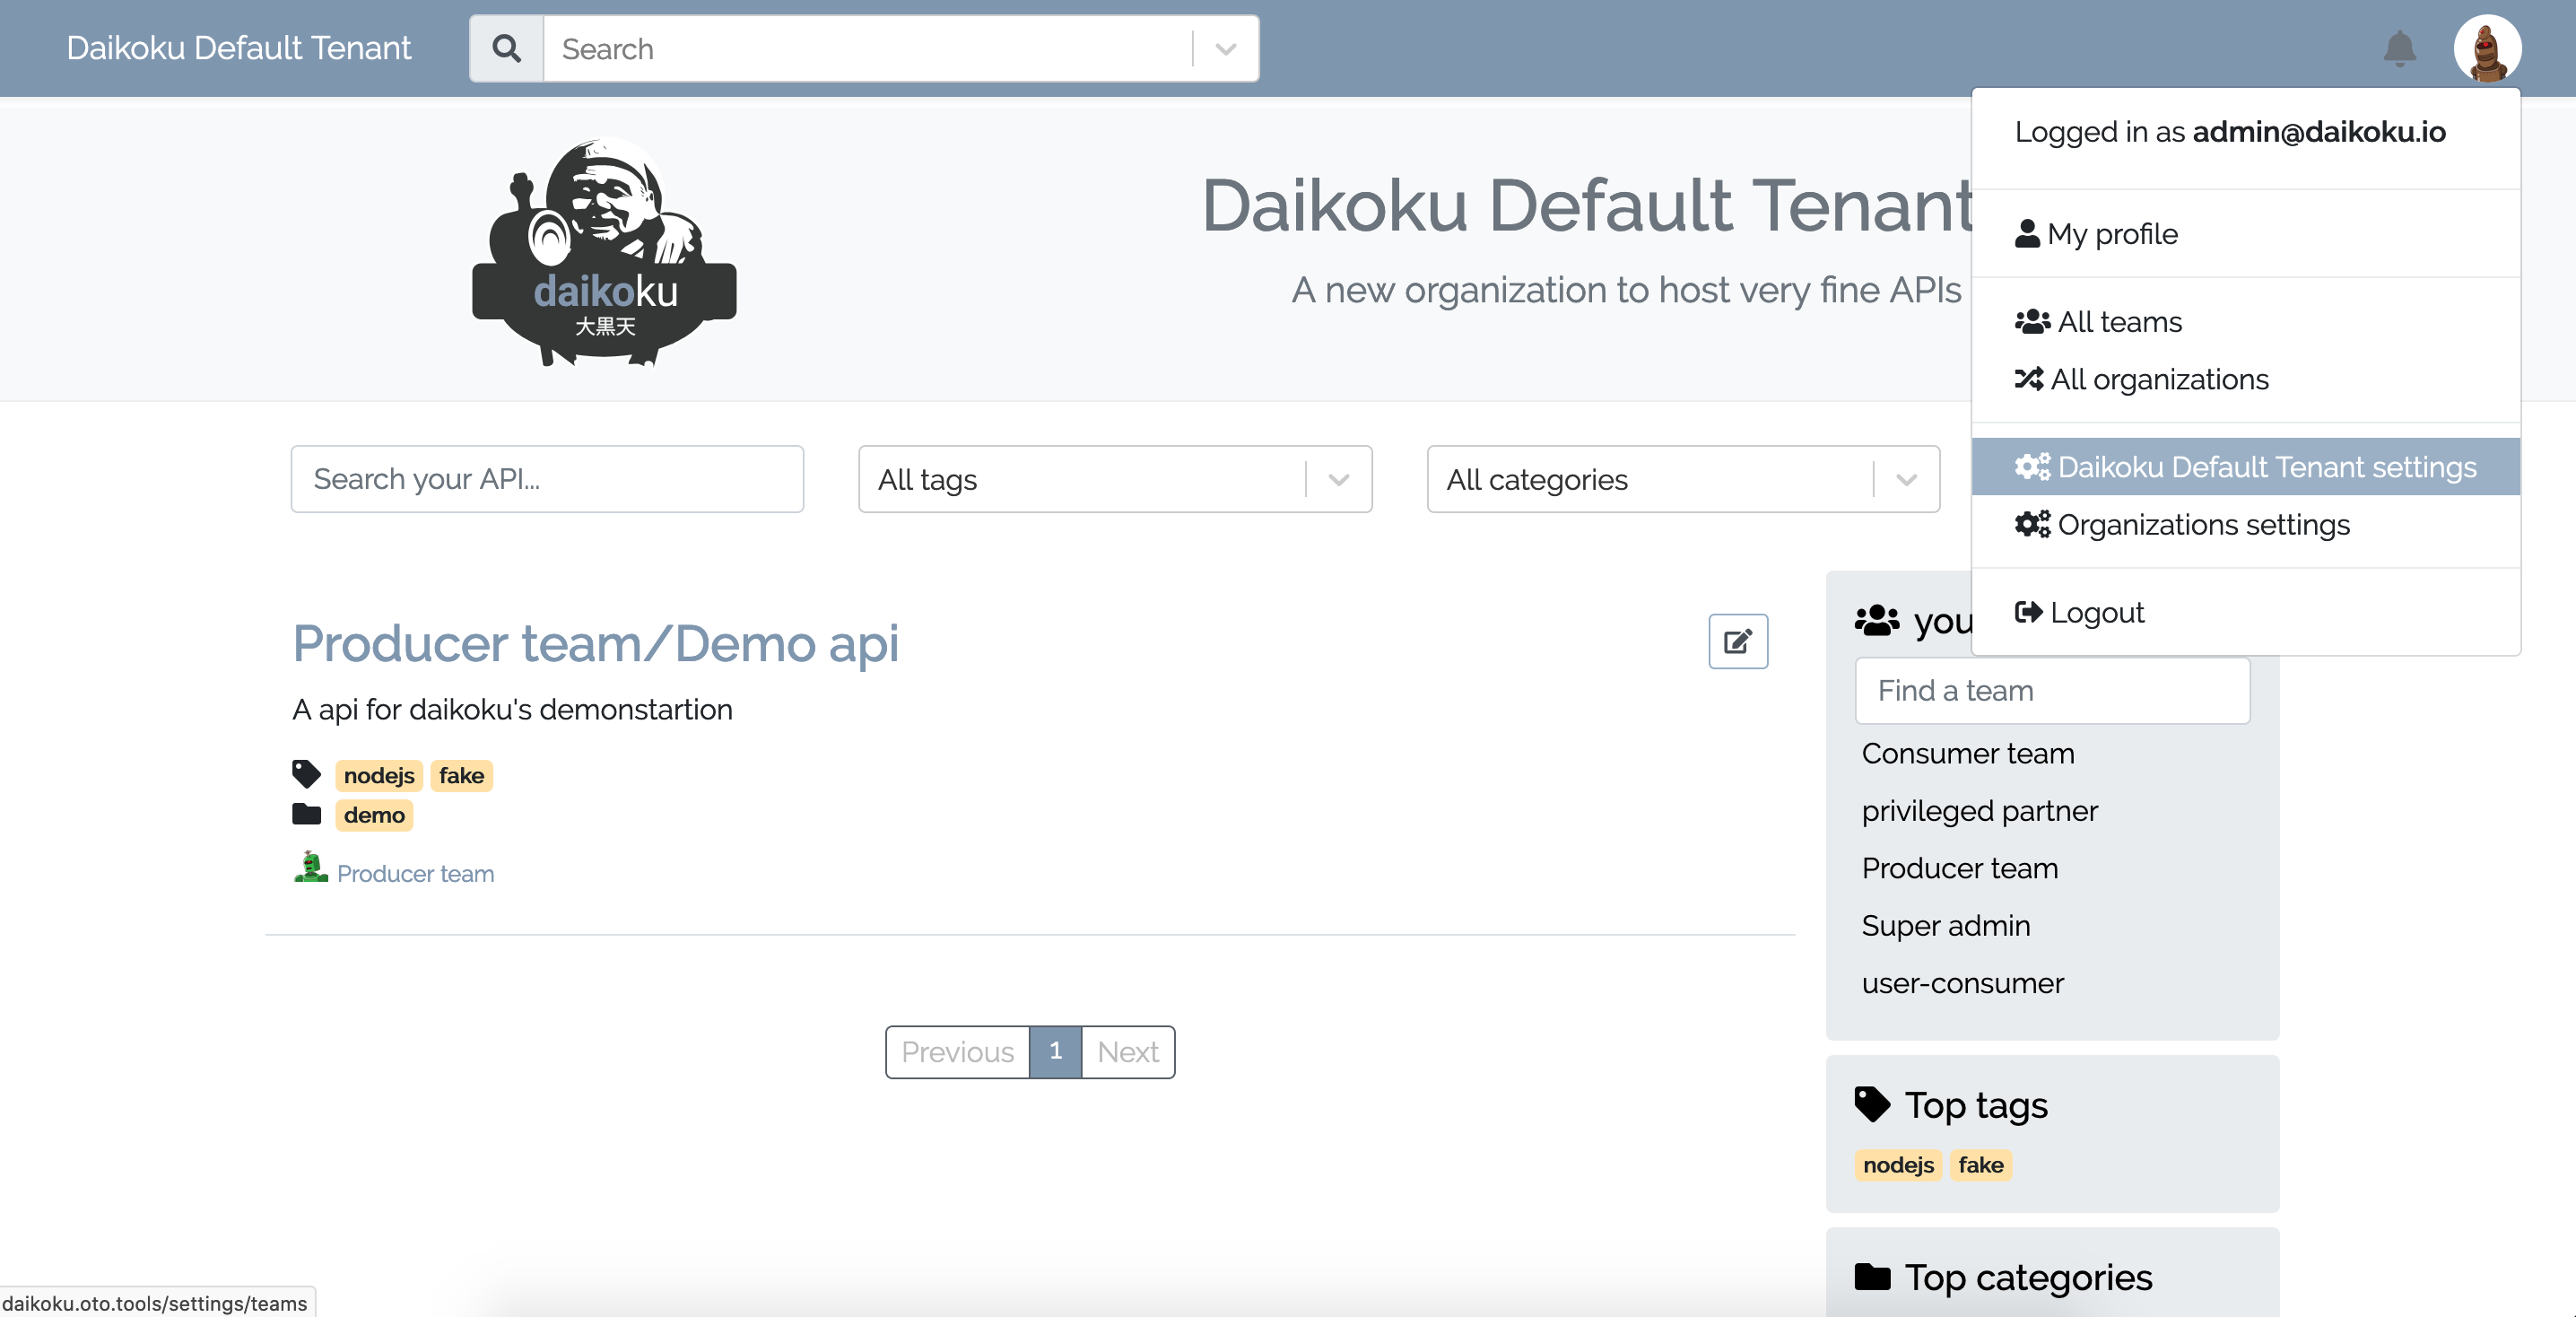 Daikoku Default Tenant
Search
Logged in as admin@daikoku.io
My profile
All teams
All organizations
Daikoku Default Tenant settings
Organizations settings
Logout
daikoku
大黒天
Daikoku Default Tenant
A new organization to host very fine APIs
Search your API...
All tags
All categories
Producer team/Demo api
A api for daikoku's demonstartion
nodejs fake
demo
Producer team
Previous 1 Next
you
Find a team
Consumer team
privileged partner
Producer team
Super admin
user-consumer
Top tags
nodejs fake
Top categories
daikoku.oto.tools/settings/teams